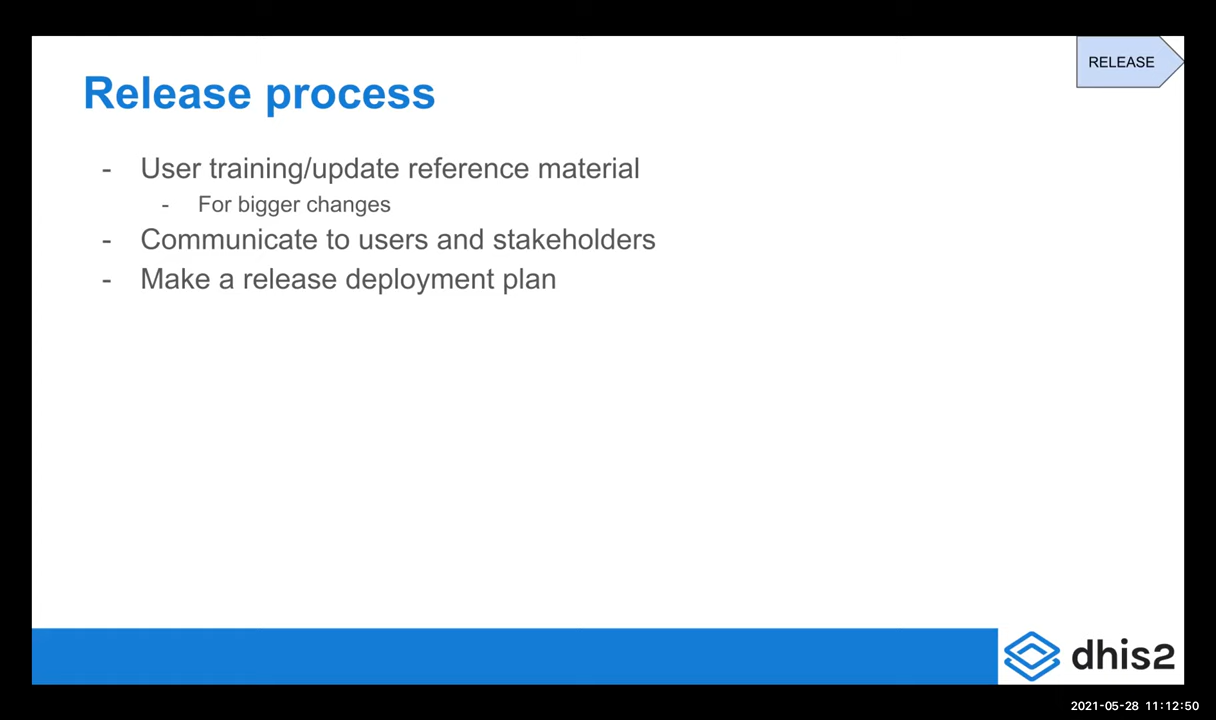 RELEASE
Release process
- User training/update reference material
- For bigger changes
- Communicate to users and stakeholders
- Make a release deployment plan
dhis2
2021-05-28 11:12:50